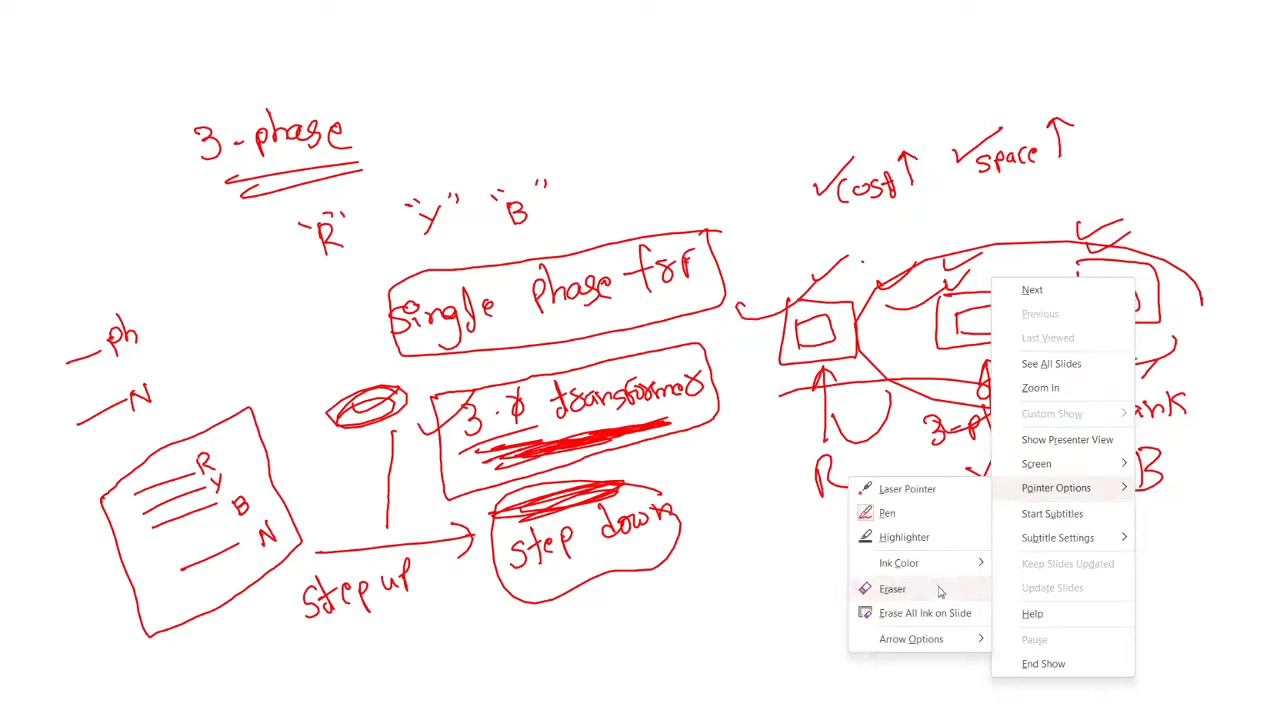 3-phase
"R" "Y" "B"
cost↑ space↑
single phase
3-φ transformer
ph
N
R
Y
B
N
step up
step down
R
B
Next
Previous
Last Viewed
See All Slides
Zoom In
Custom Show
Show Presenter View
Screen
Pointer Options
Start Subtitles
Subtitle Settings
Keep Slides Updated
Update Slides
Help
Pause
End Show
Laser Pointer
Pen
Highlighter
Ink Color
Eraser
Erase All Ink on Slide
Arrow Options